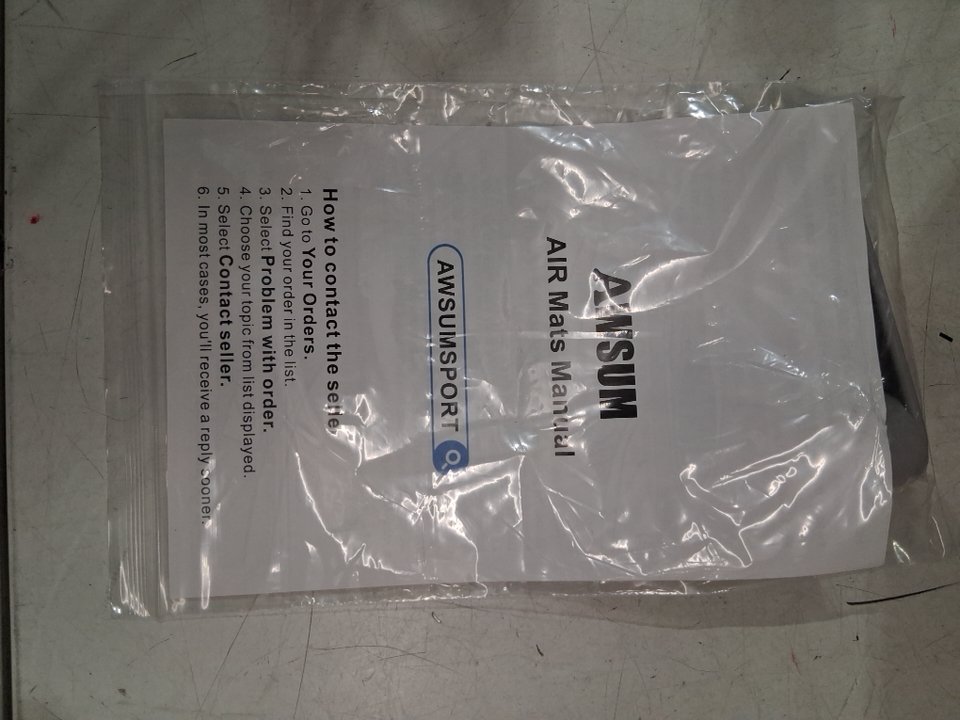 AWSUM
AIR Mats Manual
AWSUMSPORT
How to contact the selle
1. Go to Your Orders.
2. Find your order in the list.
3. Select Problem with order.
4. Choose your topic from list displayed.
5. Select Contact seller.
6. In most cases, you'll receive a reply sooner.